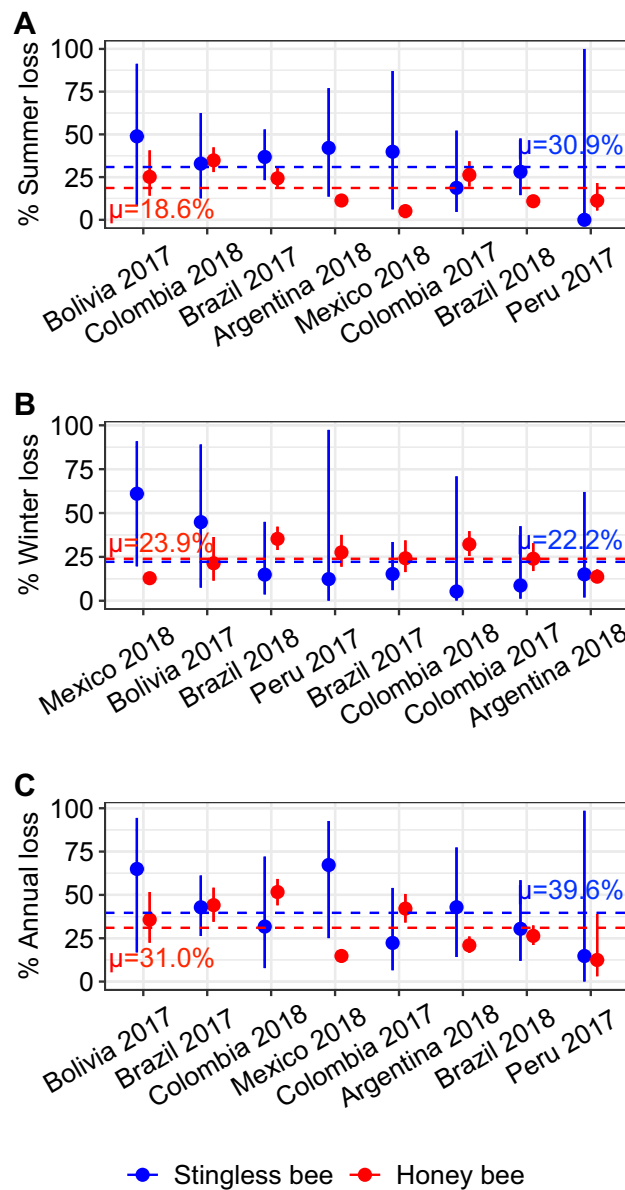 A
% Summer loss
100
75
50
25
0
μ=30.9%
μ=18.6%
Bolivia 2017
Colombia 2018
Brazil 2017
Argentina 2018
Mexico 2018
Colombia 2017
Brazil 2018
Peru 2017
B
% Winter loss
100
75
50
25
0
μ=23.9%
μ=22.2%
Mexico 2018
Bolivia 2017
Brazil 2018
Peru 2017
Brazil 2017
Colombia 2018
Colombia 2017
Argentina 2018
C
% Annual loss
100
75
50
25
0
μ=39.6%
μ=31.0%
Bolivia 2017
Brazil 2017
Colombia 2018
Mexico 2018
Colombia 2017
Argentina 2018
Brazil 2018
Peru 2017
Stingless bee Honey bee